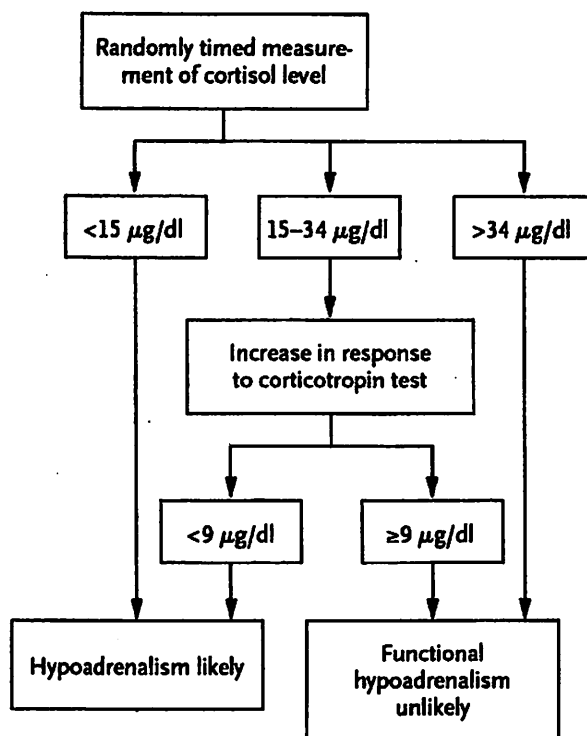 Randomly timed measure-
ment of cortisol level
<15 μg/dl
15–34 μg/dl
>34 μg/dl
Increase in response
to corticotropin test
<9 μg/dl
≥9 μg/dl
Hypoadrenalism likely
Functional
hypoadrenalism
unlikely